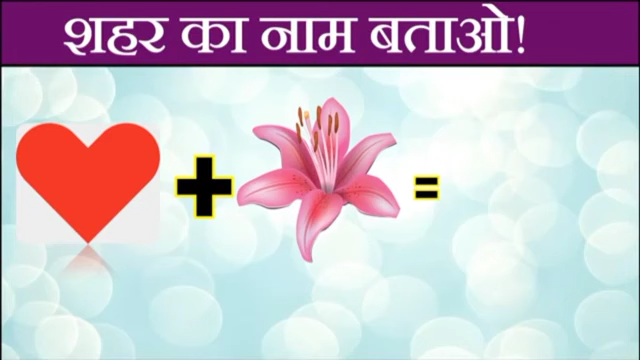 शहर का नाम बताओ!
+ =